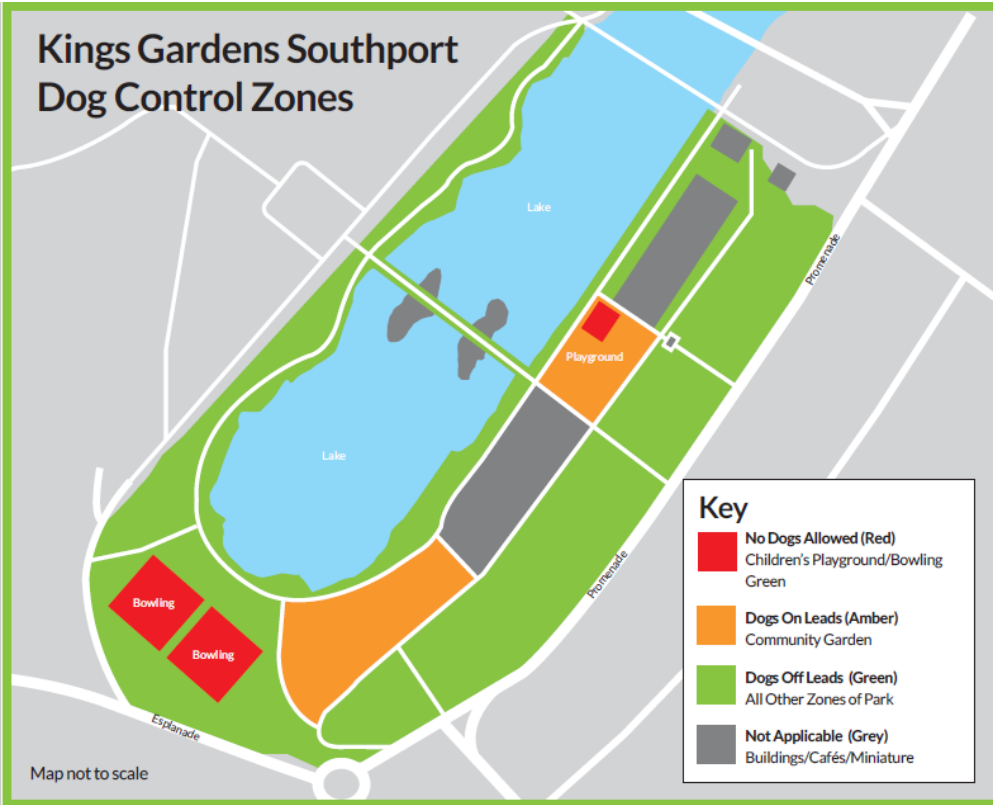 Kings Gardens Southport
Dog Control Zones
Lake
Promenade
Playground
Lake
Promenade
Bowling
Bowling
Esplanade
Map not to scale
Key
No Dogs Allowed (Red)
Children's Playground/Bowling
Green
Dogs On Leads (Amber)
Community Garden
Dogs Off Leads (Green)
All Other Zones of Park
Not Applicable (Grey)
Buildings/Cafés/Miniature